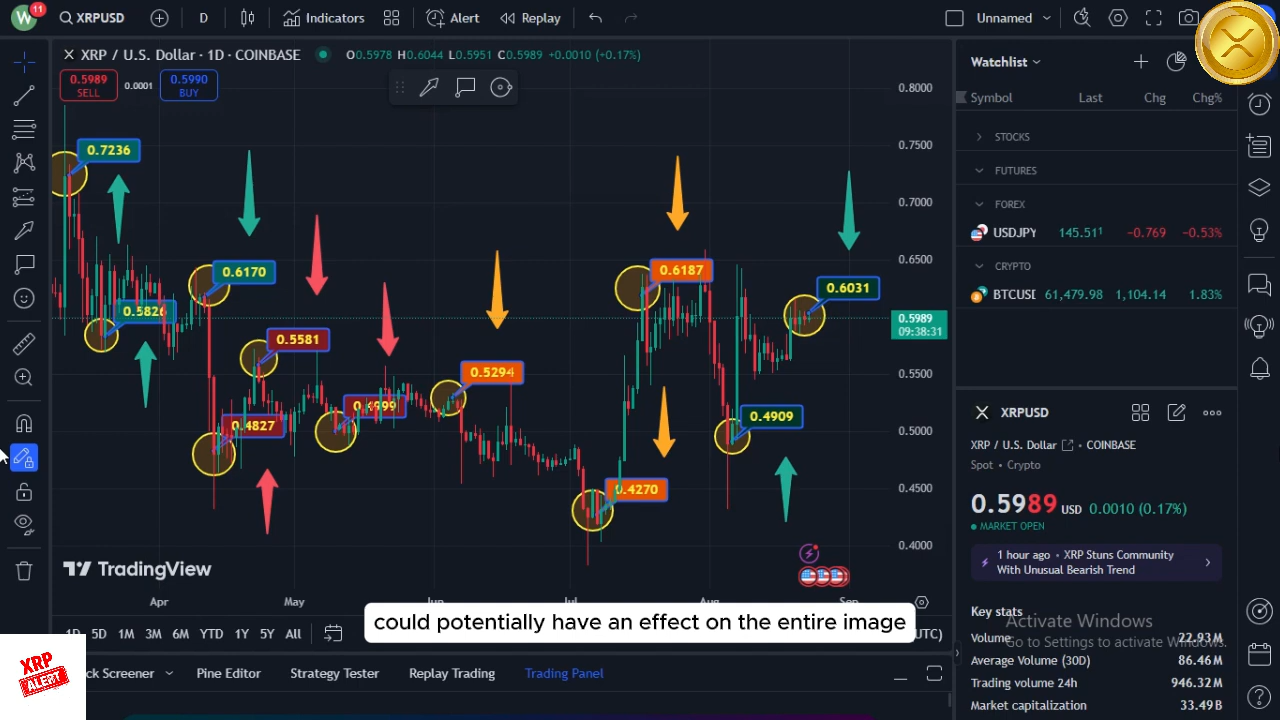 W 11 XRPUSD D Indicators Alert Replay Unnamed
XRP / U.S. Dollar · 1D · COINBASE O0.5978 H0.6044 L0.5951 C0.5989 +0.0010 (+0.17%)
0.5989 SELL 0.0001 0.5990 BUY
0.7236
0.5826
0.6170
0.4827
0.5581
0.4999
0.5294
0.4270
0.6187
0.4909
0.6031
0.8000
0.7500
0.7000
0.6500
0.5989
09:38:31
0.5500
0.5000
0.4500
0.4000
TradingView
Apr May Jun Jul Aug Sep
could potentially have an effect on the entire image
1D 5D 1M 3M 6M YTD 1Y 5Y All UTC)
XRP
ALERT
ck Screener Pine Editor Strategy Tester Replay Trading Trading Panel
Watchlist
Symbol Last Chg Chg%
STOCKS
FUTURES
FOREX
USDJPY 145.511 −0.769 −0.53%
CRYPTO
BTCUSD 61,479.98 1,104.14 1.83%
XRPUSD
XRP / U.S. Dollar · COINBASE
Spot · Crypto
0.5989 USD 0.0010 (0.17%)
MARKET OPEN
1 hour ago · XRP Stuns Community
With Unusual Bearish Trend
Key stats
Activate Windows
Volume 22.93M
Go to Settings to activate Windows.
Average Volume (30D) 86.46M
Trading volume 24h 946.32M
Market capitalization 33.49B